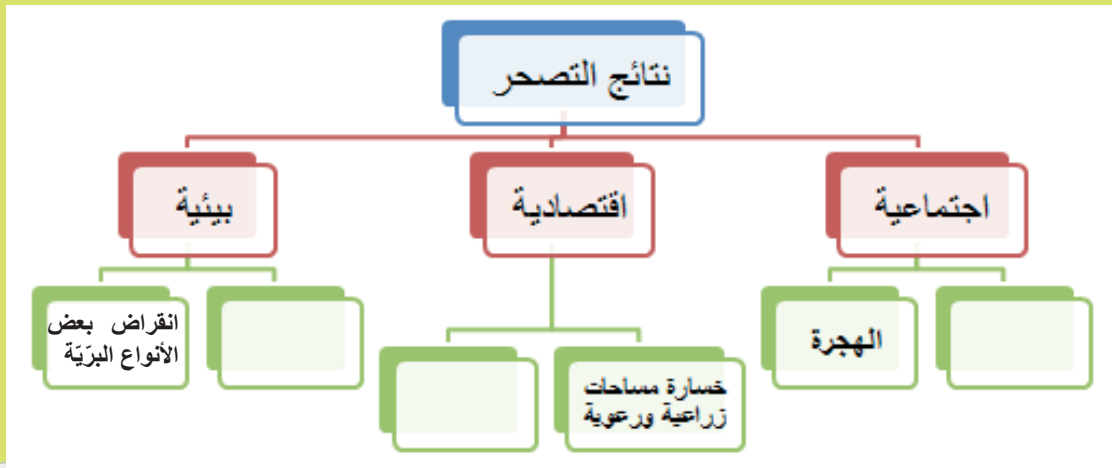 نتائج التصحر
اجتماعية
اقتصادية
بيئية
الهجرة
خسارة مساحات
زراعية ورعوية
انقراض بعض
الأنواع البرّيّة